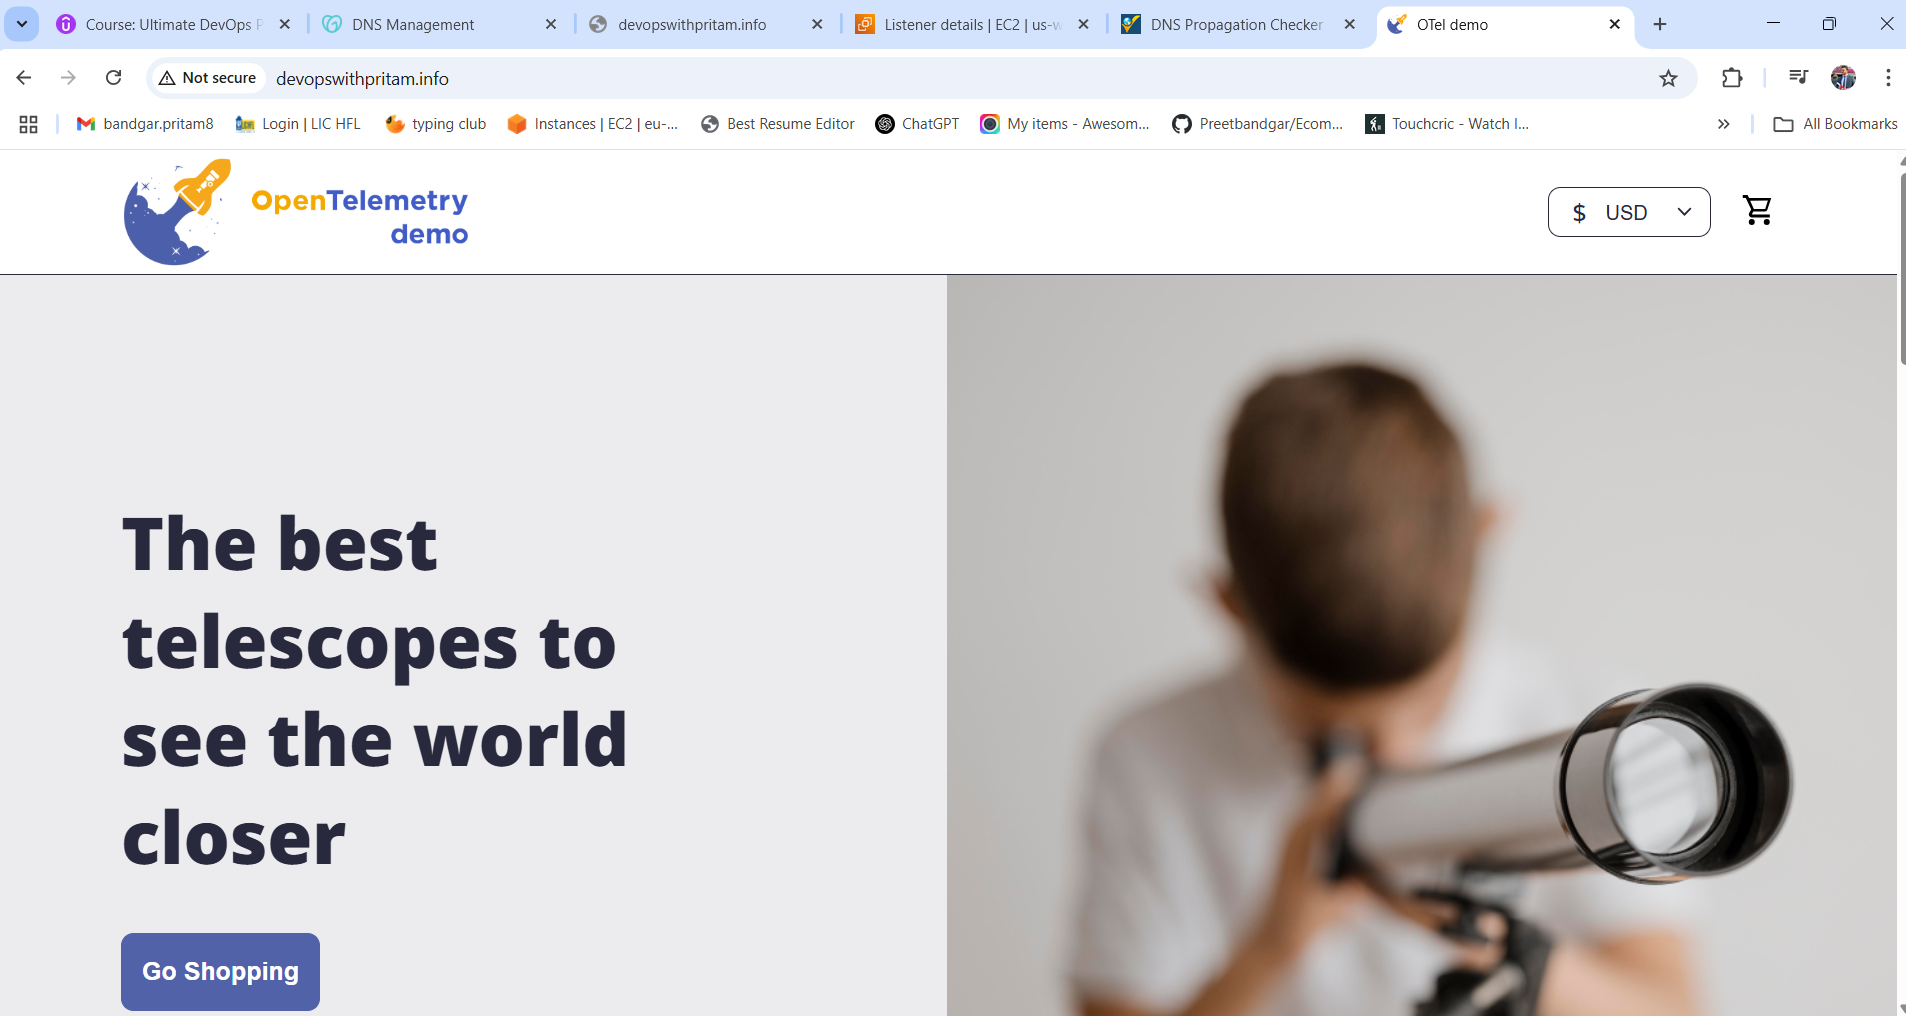 Course: Ultimate DevOps P
DNS Management
devopswithpritam.info
Listener details | EC2 | us-w
DNS Propagation Checker
OTel demo
Not secure
devopswithpritam.info
bandgar.pritam8
Login | LIC HFL
typing club
Instances | EC2 | eu-...
Best Resume Editor
ChatGPT
My items - Awesom...
Preetbandgar/Ecom...
Touchcric - Watch I...
All Bookmarks
OpenTelemetry
demo
$ USD
The best
telescopes to
see the world
closer
Go Shopping